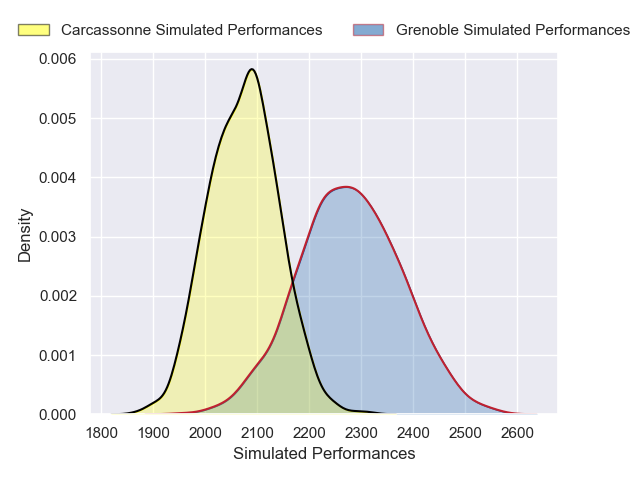 Carcassonne Simulated Performances Grenoble Simulated Performances
0.006
0.005
0.004
0.003
0.002
0.001
0.000
Density
1800 1900 2000 2100 2200 2300 2400 2500 2600
Simulated Performances